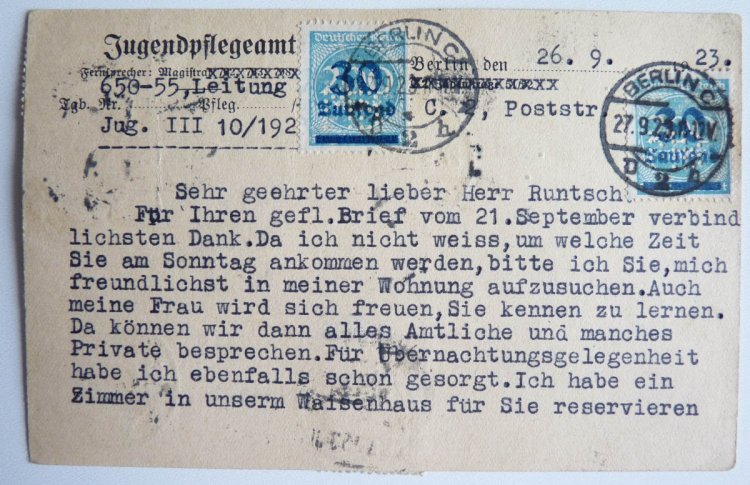 Jugendpflegeamt
Berlin, den 26. 9. 23.
Fernsprecher: Magistrat
650-55,Leitung
C. 2, Poststr
Tgb. Nr. Pfleg.
Jug. III 10/192
Deutsches Reich
30
Tausend
BERLIN C
2 h
30
Tausend
BERLIN C
27.9.23
2 h
Sehr geehrter lieber Herr Runtsch
Für Ihren gefl.Brief vom 21.September verbind
lichsten Dank.Da ich nicht weiss,um welche Zeit
Sie am Sonntag ankommen werden,bitte ich Sie,mich
freundlichst in meiner Wohnung aufzusuchen.Auch
meine Frau wird sich freuen,Sie kennen zu lernen.
Da können wir dann alles Amtliche und manches
Private besprechen.Für Übernachtungsgelegenheit
habe ich ebenfalls schon gesorgt.Ich habe ein
Zimmer in unserm Waisenhaus für Sie reservieren